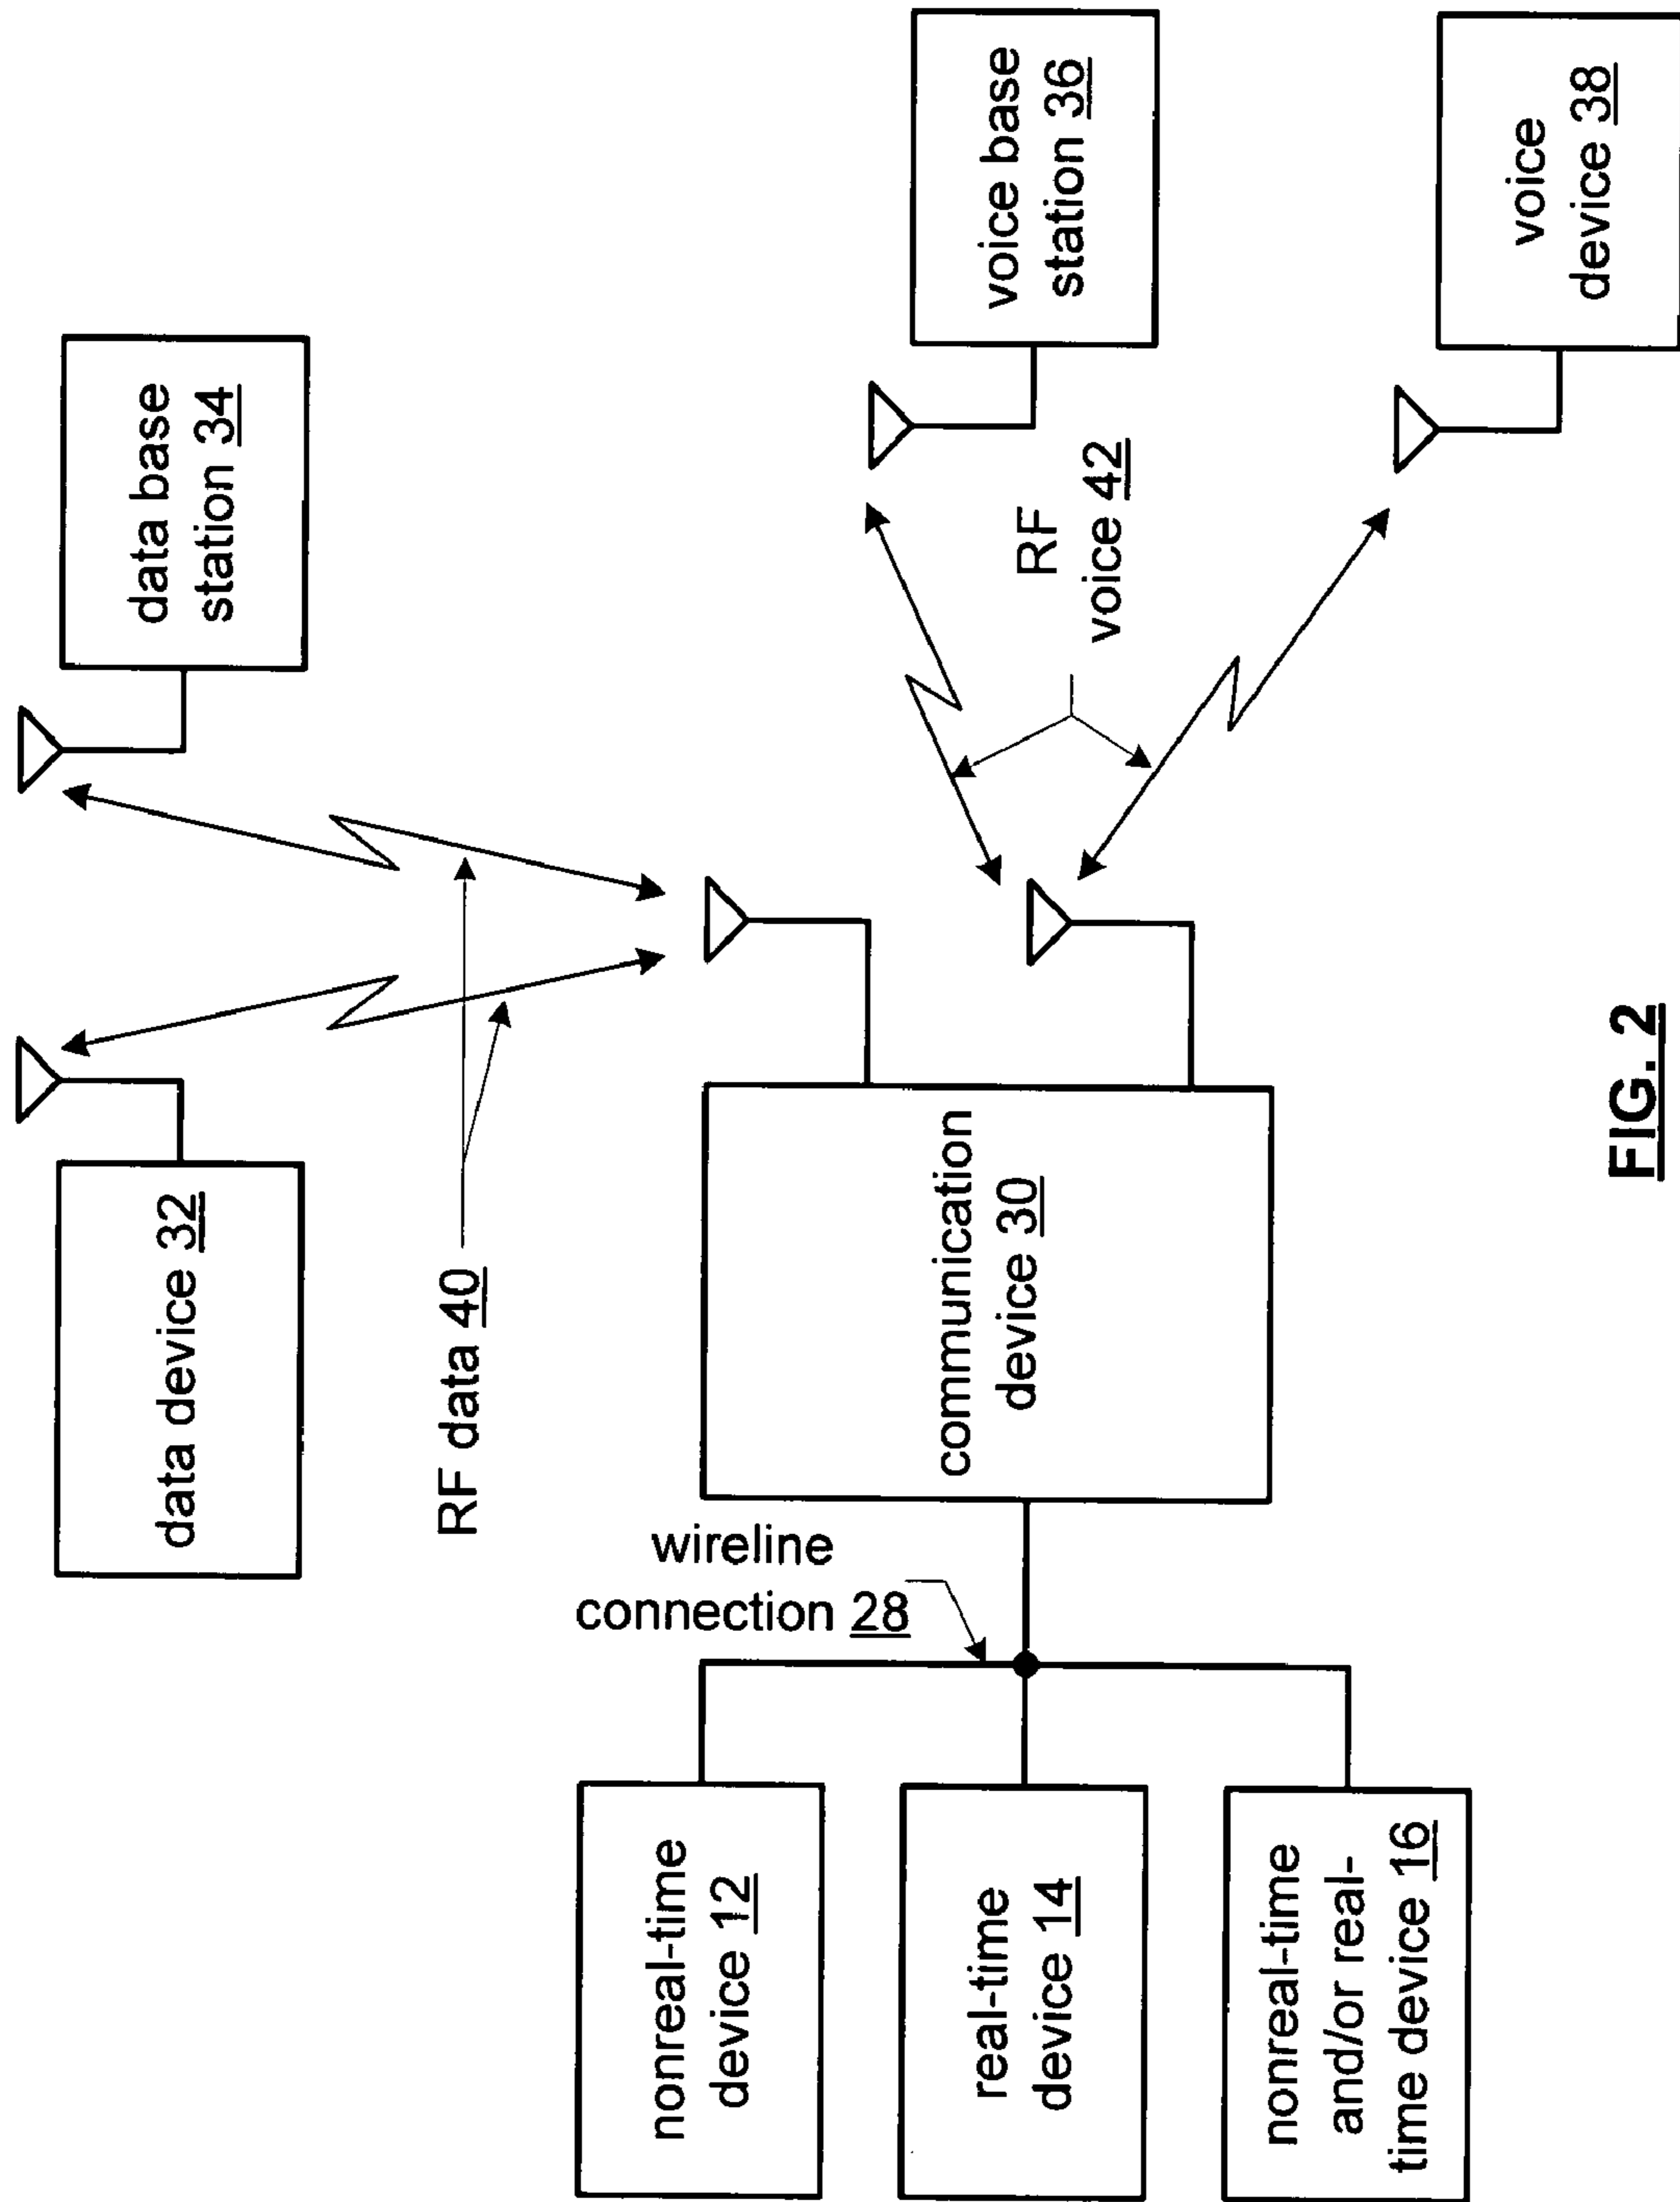 data device 32
data base
station 34
RF data 40
wireline
connection 28
communication
device 30
RF
voice 42
voice base
station 36
voice
device 38
nonreal-time
device 12
real-time
device 14
nonreal-time
and/or real-
time device 16
FIG. 2